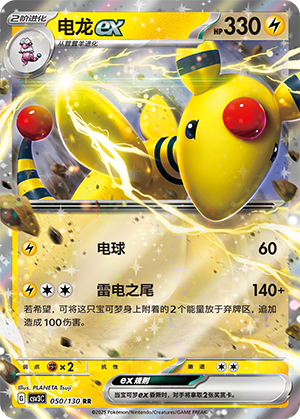 2阶进化
电龙ex
HP330
从茸茸羊进化
电球 60
雷电之尾 140+
若希望,可将这只宝可梦身上附着的2个能量放于弃牌区,追加
造成100伤害。
弱点 ×2 抗性 撤退
ex规则
当宝可梦ex昏厥时,对手将拿取2张奖赏卡。
Illus. PLANETA Tsuji
G CSV3C 050/130 RR
©2025 Pokémon/Nintendo/Creatures/GAME FREAK